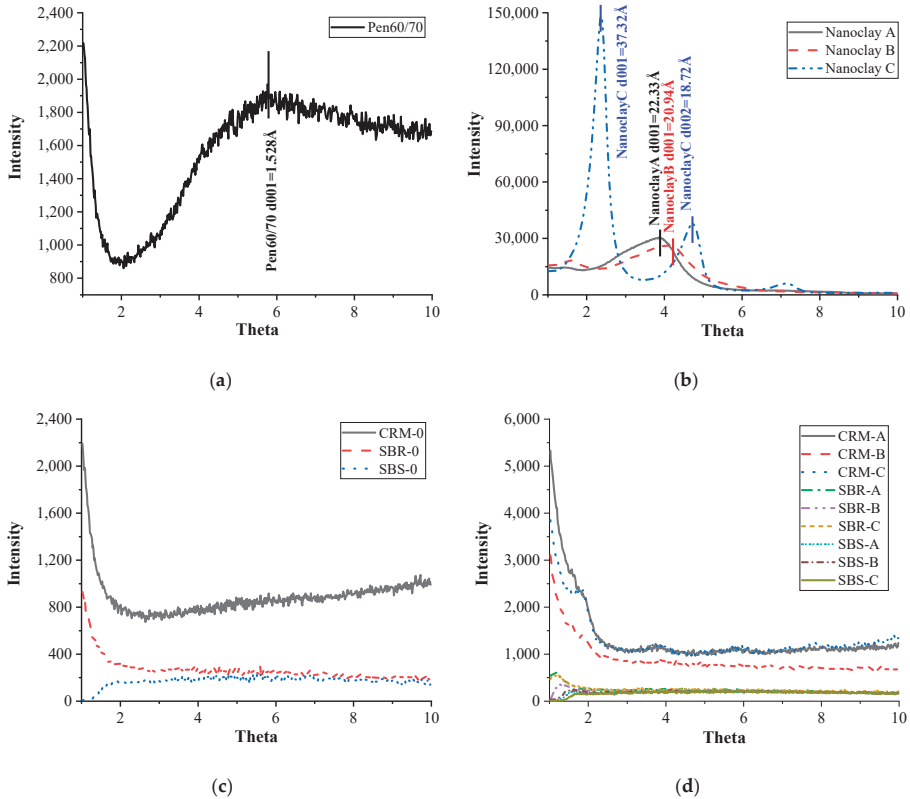 2,400
2,200
2,000
1,800
1,600
1,400
1,200
1,000
800
Intensity
Pen60/70
Pen60/70 d001=1.528Å
2
4
6
8
10
Theta
(a)
150,000
120,000
90,000
60,000
30,000
0
Intensity
Nanoclay A
Nanoclay B
Nanoclay C
NanoclayC d001=37.32Å
NanoclayA d001=22.33Å
NanoclayB d001=20.94Å
NanoclayC d002=18.72Å
2
4
6
8
10
Theta
(b)
2,400
2,000
1,600
1,200
800
400
0
Intensity
CRM-0
SBR-0
SBS-0
2
4
6
8
10
Theta
(c)
6,000
5,000
4,000
3,000
2,000
1,000
0
Intensity
CRM-A
CRM-B
CRM-C
SBR-A
SBR-B
SBR-C
SBS-A
SBS-B
SBS-C
2
4
6
8
10
Theta
(d)